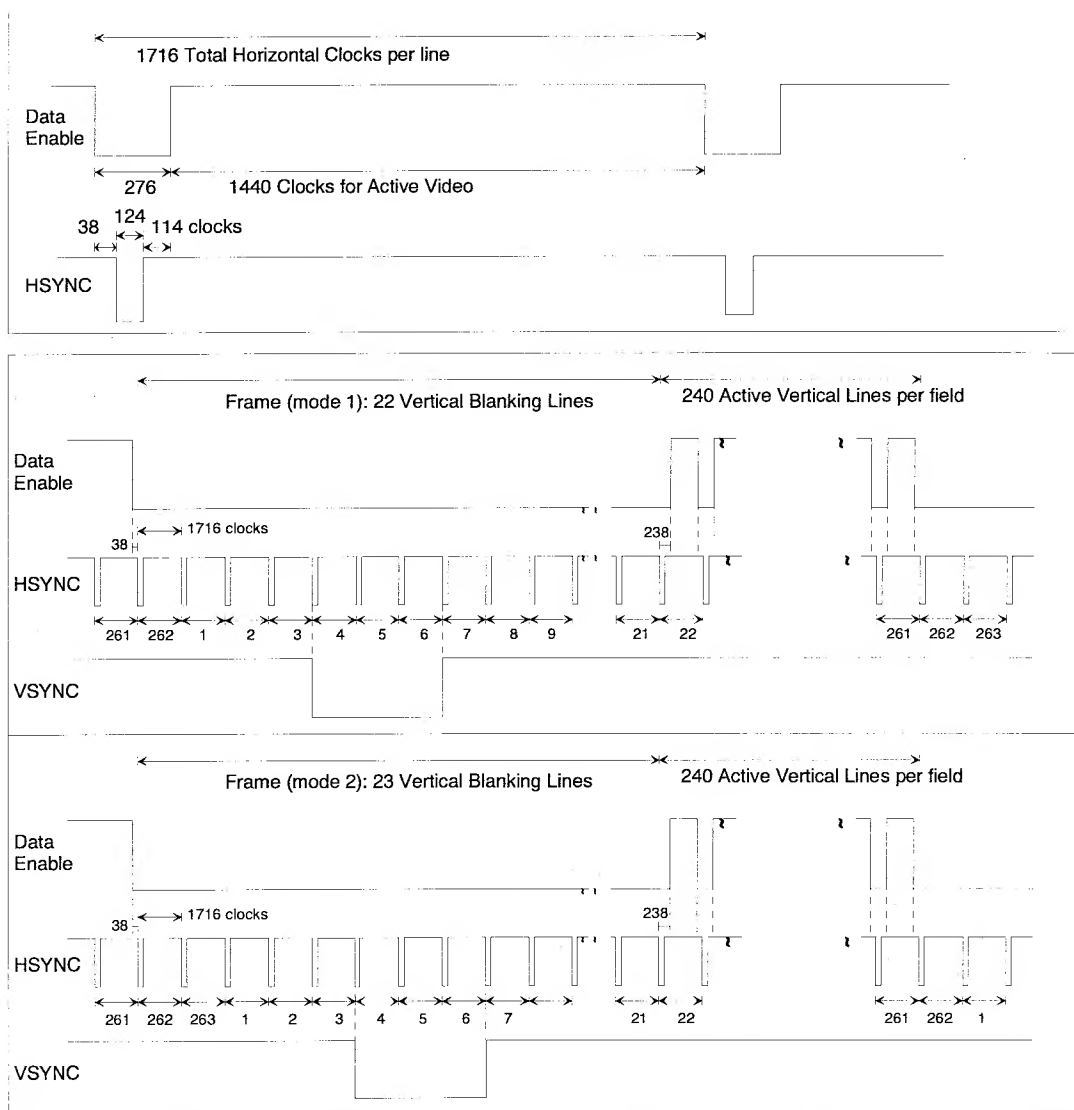 1716 Total Horizontal Clocks per line
Data
Enable
276
1440 Clocks for Active Video
38
124
114 clocks
HSYNC
Frame (mode 1): 22 Vertical Blanking Lines
240 Active Vertical Lines per field
Data
Enable
1716 clocks
38
238
HSYNC
261 262 1 2 3 4 5 6 7 8 9 21 22 261 262 263
VSYNC
Frame (mode 2): 23 Vertical Blanking Lines
240 Active Vertical Lines per field
Data
Enable
1716 clocks
38
238
HSYNC
261 262 263 1 2 3 4 5 6 7 21 22 261 262 1
VSYNC